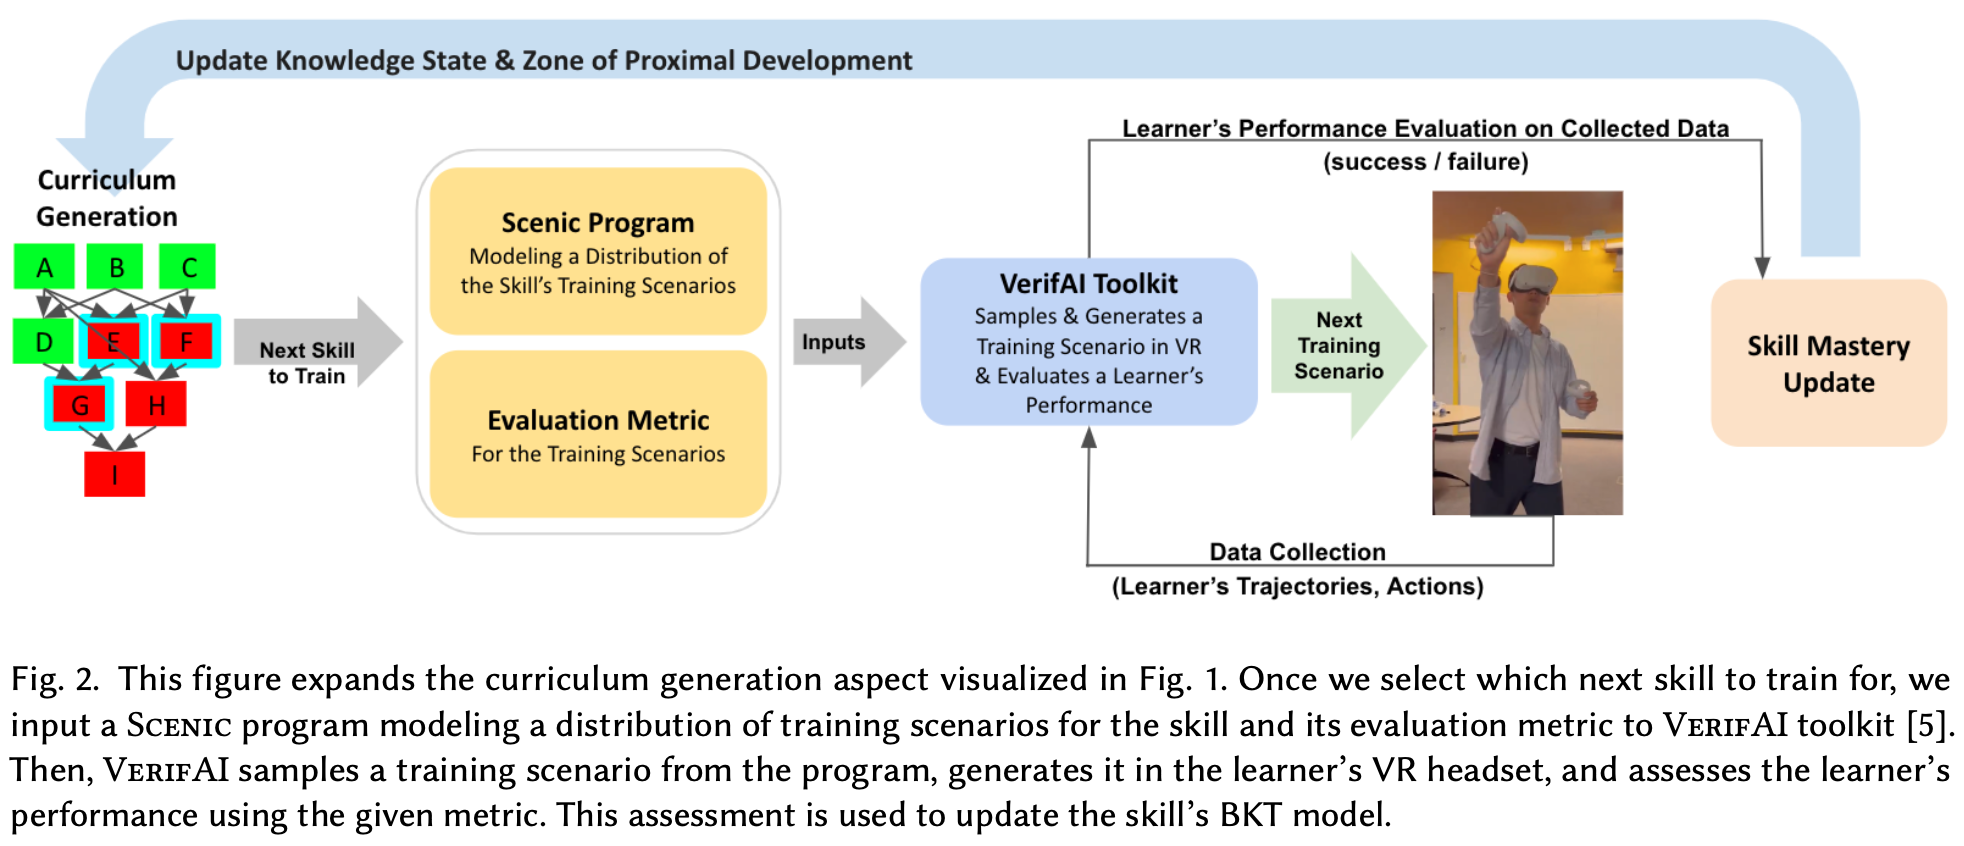 Update Knowledge State & Zone of Proximal Development
Curriculum
Generation
A B C
D E F
G H
I
Next Skill
to Train
Scenic Program
Modeling a Distribution of
the Skill's Training Scenarios
Evaluation Metric
For the Training Scenarios
Inputs
VerifAI Toolkit
Samples & Generates a
Training Scenario in VR
& Evaluates a Learner's
Performance
Learner's Performance Evaluation on Collected Data
(success / failure)
Next
Training
Scenario
Data Collection
(Learner's Trajectories, Actions)
Skill Mastery
Update
Fig. 2. This figure expands the curriculum generation aspect visualized in Fig. 1. Once we select which next skill to train for, we
input a Scenic program modeling a distribution of training scenarios for the skill and its evaluation metric to VerifAI toolkit [5].
Then, VerifAI samples a training scenario from the program, generates it in the learner's VR headset, and assesses the learner's
performance using the given metric. This assessment is used to update the skill's BKT model.